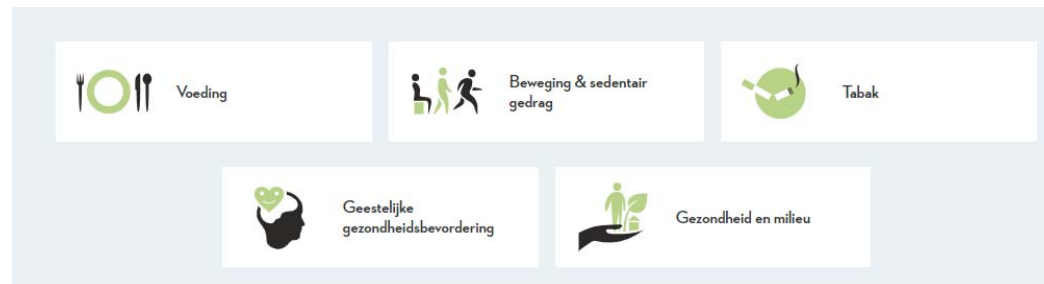 Voeding
Beweging & sedentair
gedrag
Tabak
Geestelijke
gezondheidsbevordering
Gezondheid en milieu